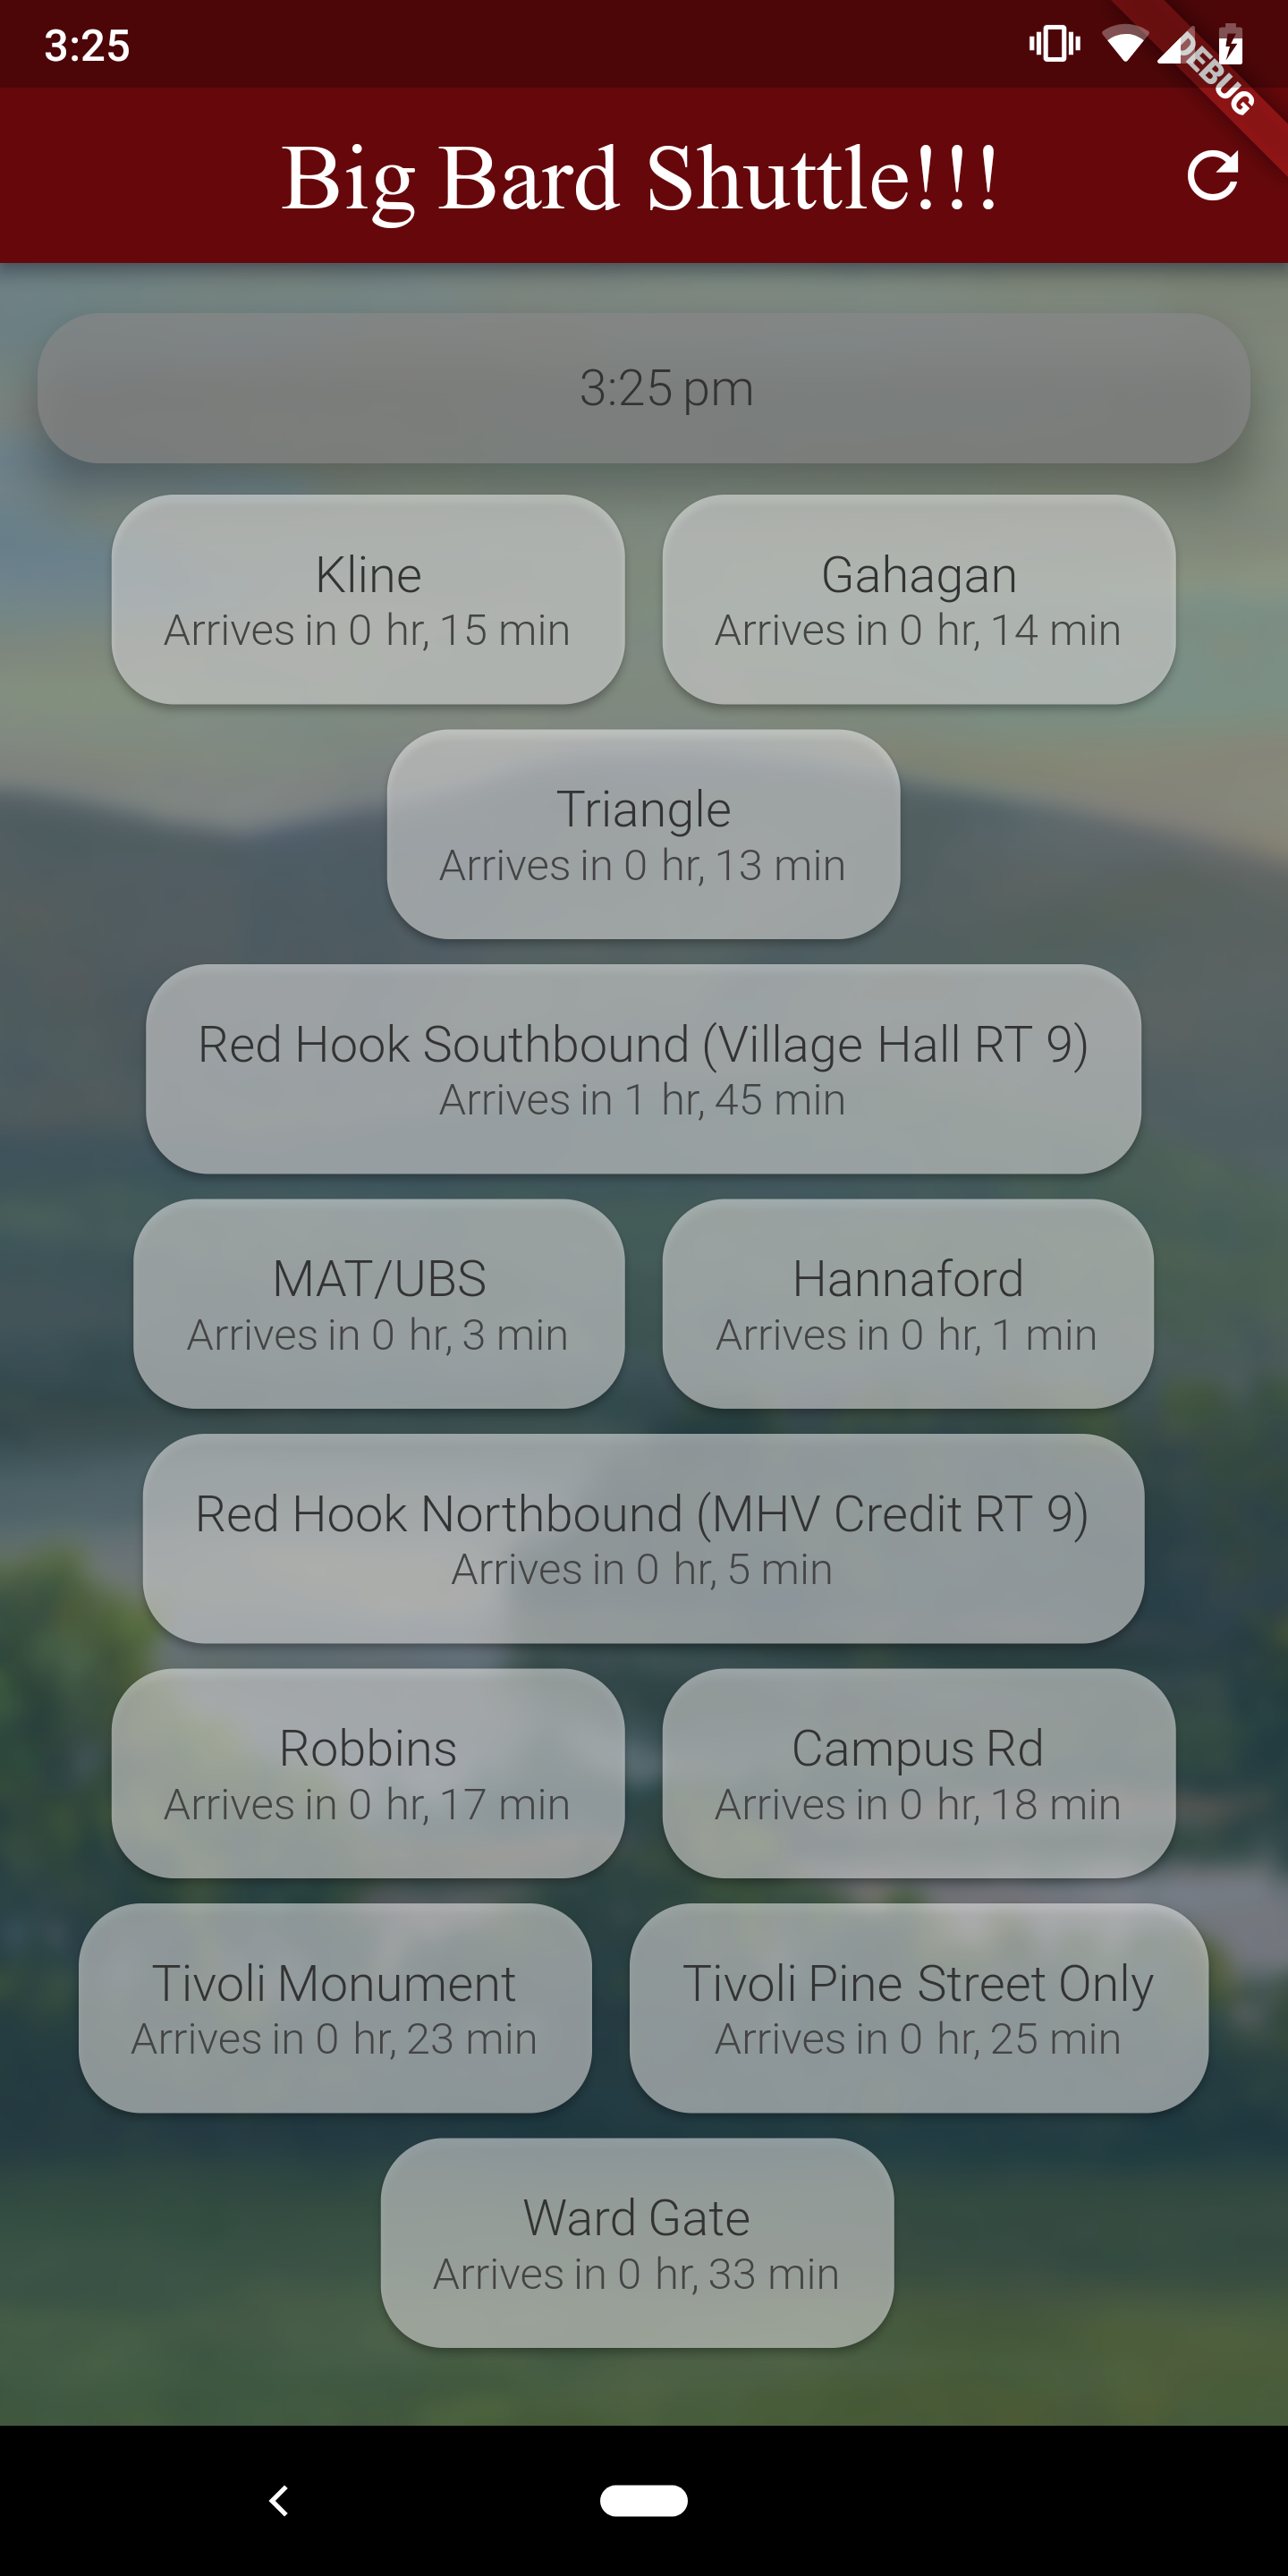 3:25
DEBUG
Big Bard Shuttle!!!
3:25 pm
Kline
Arrives in 0 hr, 15 min
Gahagan
Arrives in 0 hr, 14 min
Triangle
Arrives in 0 hr, 13 min
Red Hook Southbound (Village Hall RT 9)
Arrives in 1 hr, 45 min
MAT/UBS
Arrives in 0 hr, 3 min
Hannaford
Arrives in 0 hr, 1 min
Red Hook Northbound (MHV Credit RT 9)
Arrives in 0 hr, 5 min
Robbins
Arrives in 0 hr, 17 min
Campus Rd
Arrives in 0 hr, 18 min
Tivoli Monument
Arrives in 0 hr, 23 min
Tivoli Pine Street Only
Arrives in 0 hr, 25 min
Ward Gate
Arrives in 0 hr, 33 min